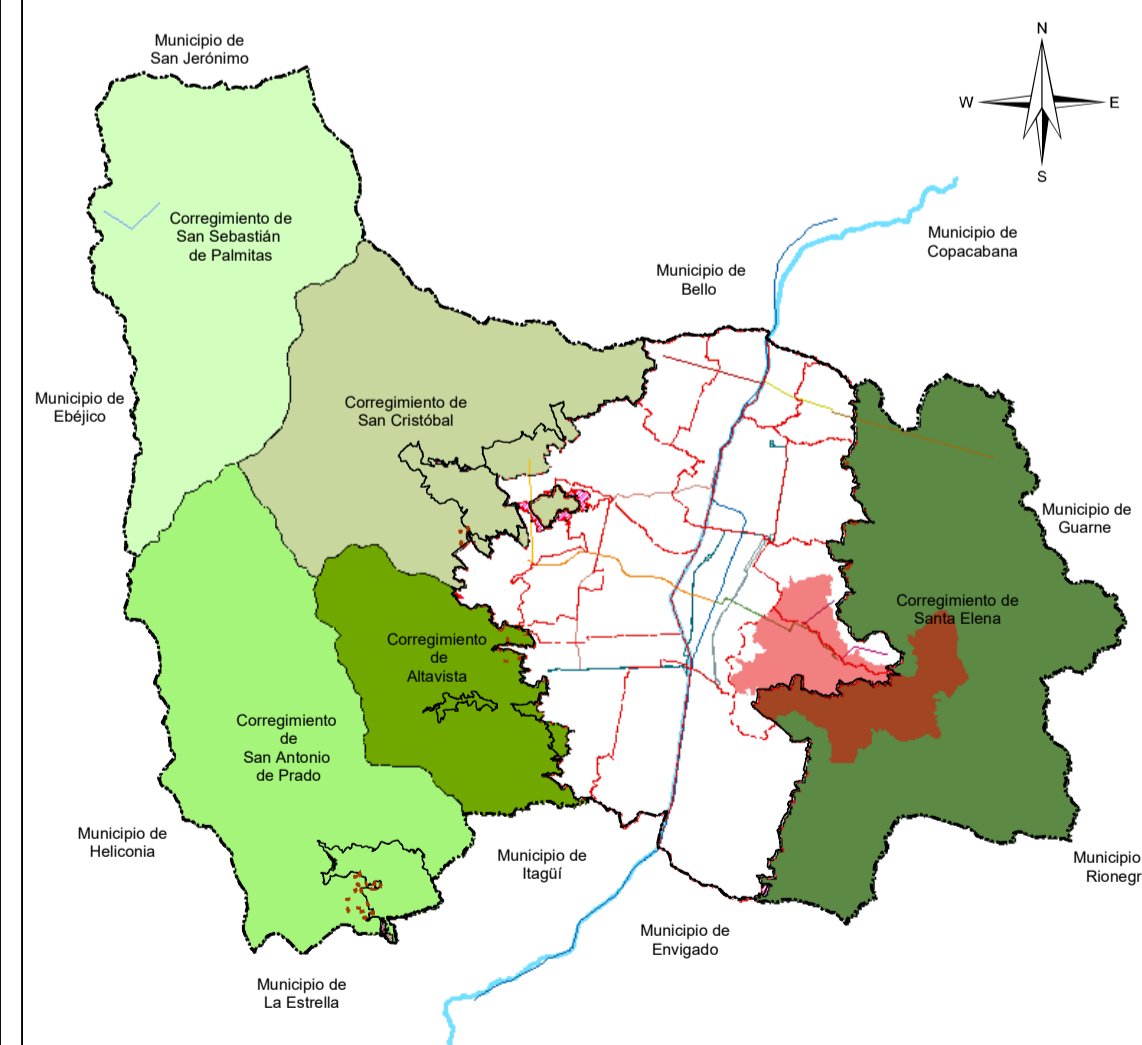 Municipio de
San Jerónimo
N
W
E
S
Corregimiento de
San Sebastián
de Palmitas
Municipio de
Copacabana
Municipio de
Bello
Municipio de
Ebéjico
Corregimiento de
San Cristóbal
Municipio de
Guarne
Corregimiento de
Santa Elena
Corregimiento
de
Altavista
Corregimiento
de
San Antonio
de Prado
Municipio de
Heliconia
Municipio de
Itagüí
Municipio
Rionegr
Municipio de
Envigado
Municipio de
La Estrella